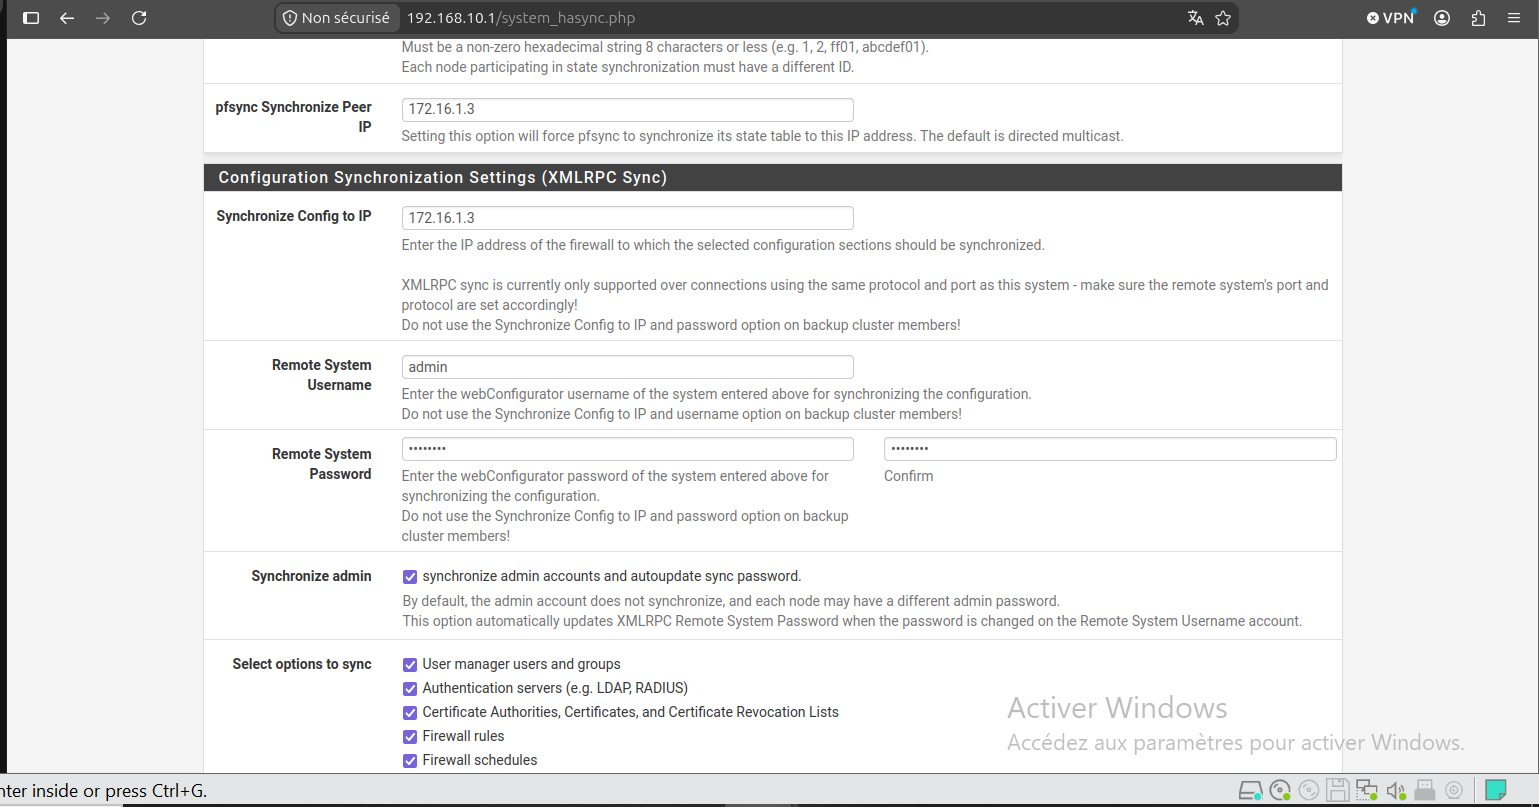 Non sécurisé 192.168.10.1/system_hasync.php VPN
Must be a non-zero hexadecimal string 8 characters or less (e.g. 1, 2, ff01, abcdef01).
Each node participating in state synchronization must have a different ID.
pfsync Synchronize Peer
IP
172.16.1.3
Setting this option will force pfsync to synchronize its state table to this IP address. The default is directed multicast.
Configuration Synchronization Settings (XMLRPC Sync)
Synchronize Config to IP
172.16.1.3
Enter the IP address of the firewall to which the selected configuration sections should be synchronized.
XMLRPC sync is currently only supported over connections using the same protocol and port as this system - make sure the remote system's port and
protocol are set accordingly!
Do not use the Synchronize Config to IP and password option on backup cluster members!
Remote System
Username
admin
Enter the webConfigurator username of the system entered above for synchronizing the configuration.
Do not use the Synchronize Config to IP and username option on backup cluster members!
Remote System
Password
••••••••
Enter the webConfigurator password of the system entered above for
synchronizing the configuration.
Do not use the Synchronize Config to IP and password option on backup
cluster members!
••••••••
Confirm
Synchronize admin
synchronize admin accounts and autoupdate sync password.
By default, the admin account does not synchronize, and each node may have a different admin password.
This option automatically updates XMLRPC Remote System Password when the password is changed on the Remote System Username account.
Select options to sync
User manager users and groups
Authentication servers (e.g. LDAP, RADIUS)
Certificate Authorities, Certificates, and Certificate Revocation Lists
Firewall rules
Firewall schedules
Activer Windows
Accédez aux paramètres pour activer Windows.
nter inside or press Ctrl+G.